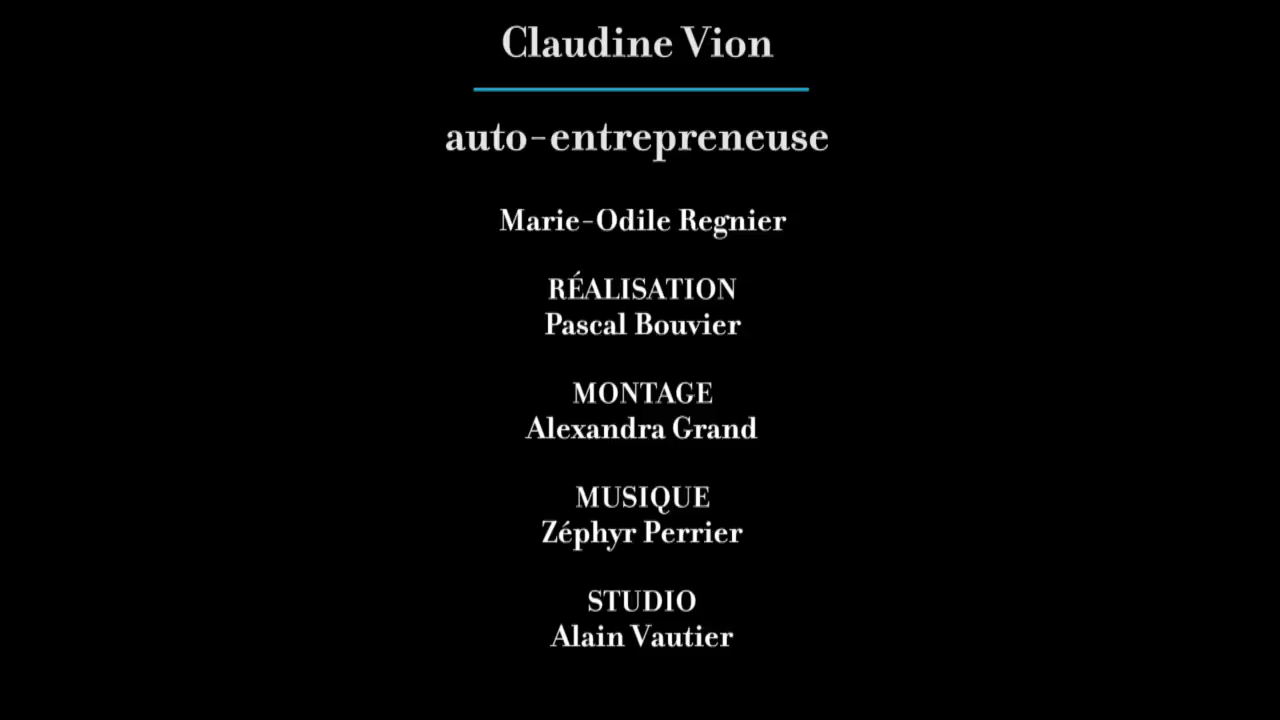 Claudine Vion
auto-entrepreneuse
Marie-Odile Regnier
RÉALISATION
Pascal Bouvier
MONTAGE
Alexandra Grand
MUSIQUE
Zéphyr Perrier
STUDIO
Alain Vautier